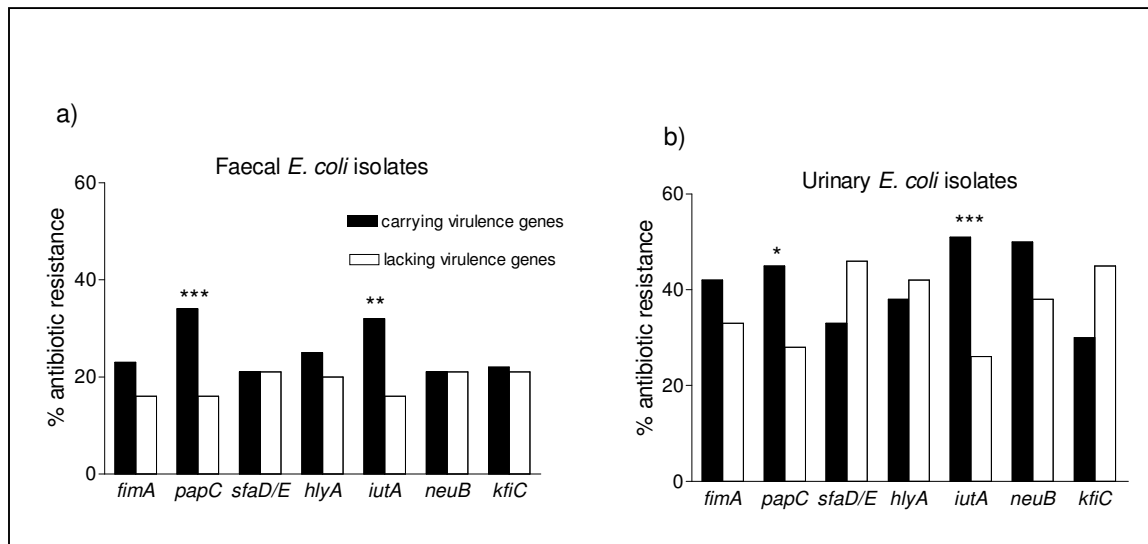 a)
Faecal E. coli isolates
60
40
20
0
% antibiotic resistance
carrying virulence genes
lacking virulence genes
***
**
fimA papC sfaD/E hlyA iutA neuB kfiC
b)
Urinary E. coli isolates
60
40
20
0
% antibiotic resistance
*
***
fimA papC sfaD/E hlyA iutA neuB kfiC